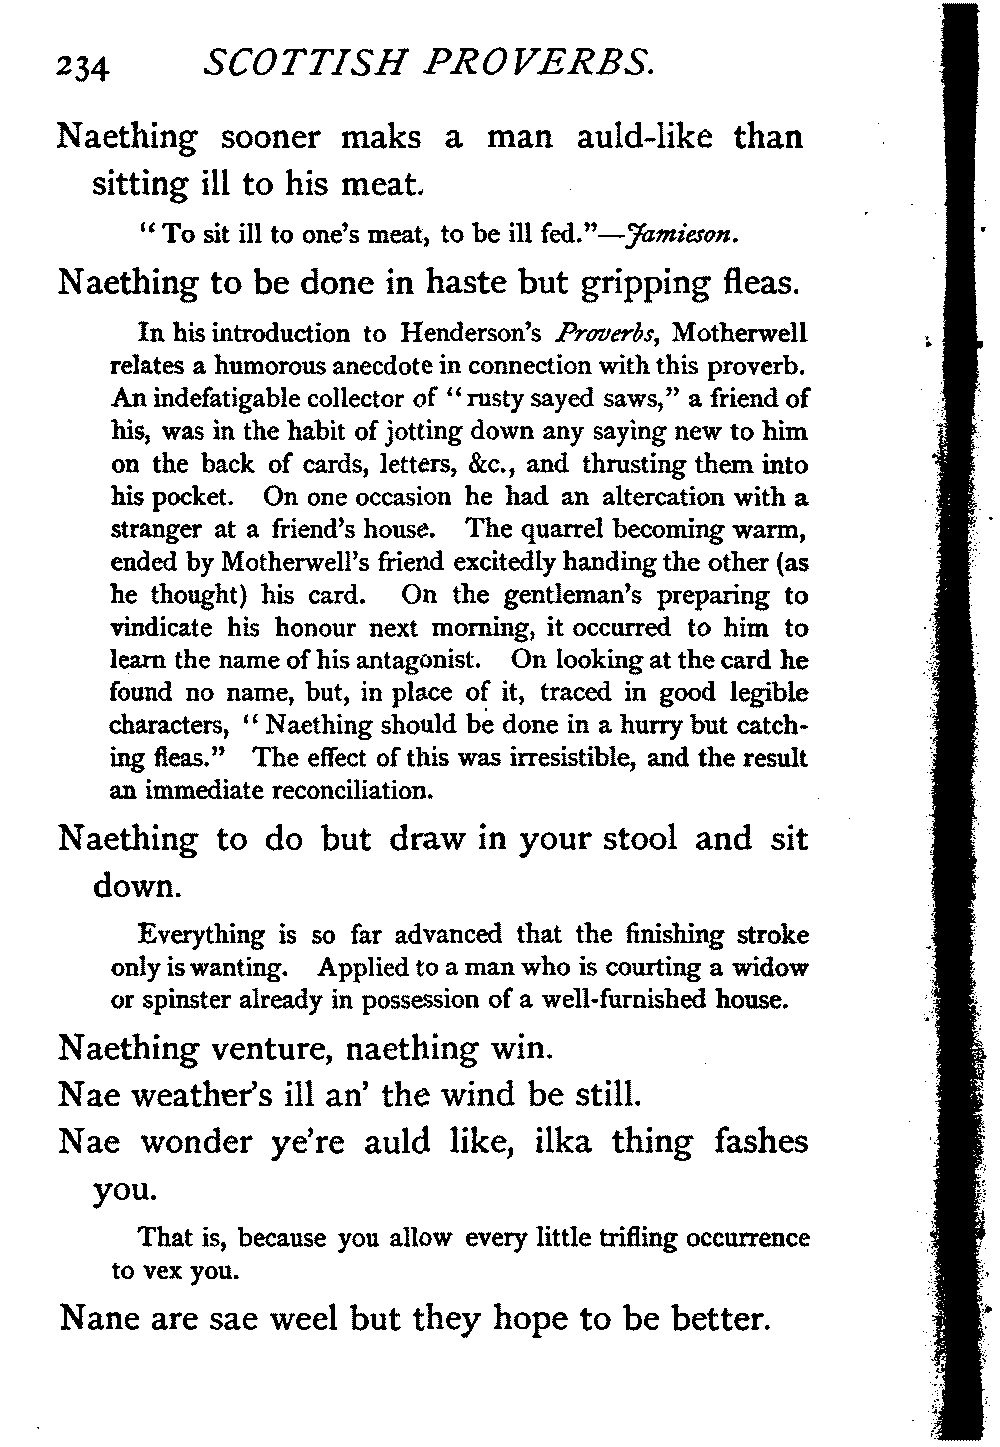 234 SCOTTISH PROVERBS.
Naething sooner maks a man auld-like than
sitting ill to his meat.
“To sit ill to one's meat, to be ill fed.”—Jamieson.
Naething to be done in haste but gripping fleas.
In his introduction to Henderson's Proverbs, Motherwell
relates a humorous anecdote in connection with this proverb.
An indefatigable collector of “rusty sayed saws,” a friend of
his, was in the habit of jotting down any saying new to him
on the back of cards, letters, &c., and thrusting them into
his pocket. On one occasion he had an altercation with a
stranger at a friend's house. The quarrel becoming warm,
ended by Motherwell's friend excitedly handing the other (as
he thought) his card. On the gentleman's preparing to
vindicate his honour next morning, it occurred to him to
learn the name of his antagonist. On looking at the card he
found no name, but, in place of it, traced in good legible
characters, “Naething should be done in a hurry but catch-
ing fleas.” The effect of this was irresistible, and the result
an immediate reconciliation.
Naething to do but draw in your stool and sit
down.
Everything is so far advanced that the finishing stroke
only is wanting. Applied to a man who is courting a widow
or spinster already in possession of a well-furnished house.
Naething venture, naething win.
Nae weather's ill an' the wind be still.
Nae wonder ye're auld like, ilka thing fashes
you.
That is, because you allow every little trifling occurrence
to vex you.
Nane are sae weel but they hope to be better.